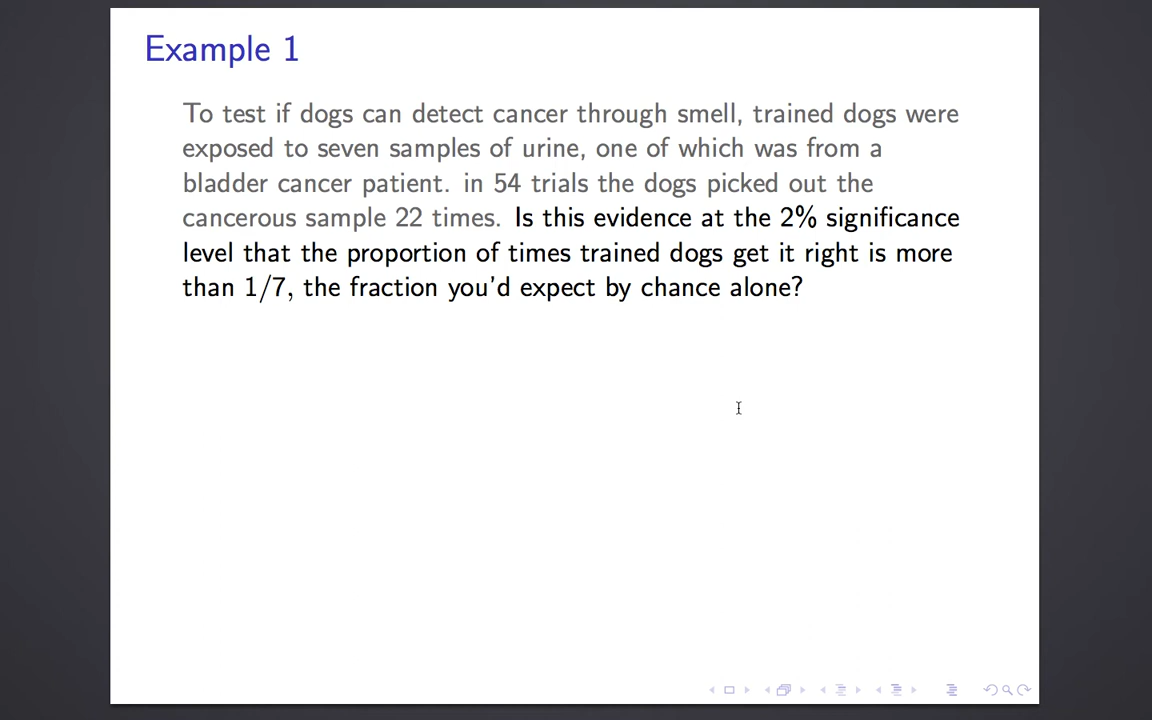 Example 1
To test if dogs can detect cancer through smell, trained dogs were
exposed to seven samples of urine, one of which was from a
bladder cancer patient. in 54 trials the dogs picked out the
cancerous sample 22 times. Is this evidence at the 2% significance
level that the proportion of times trained dogs get it right is more
than 1/7, the fraction you'd expect by chance alone?